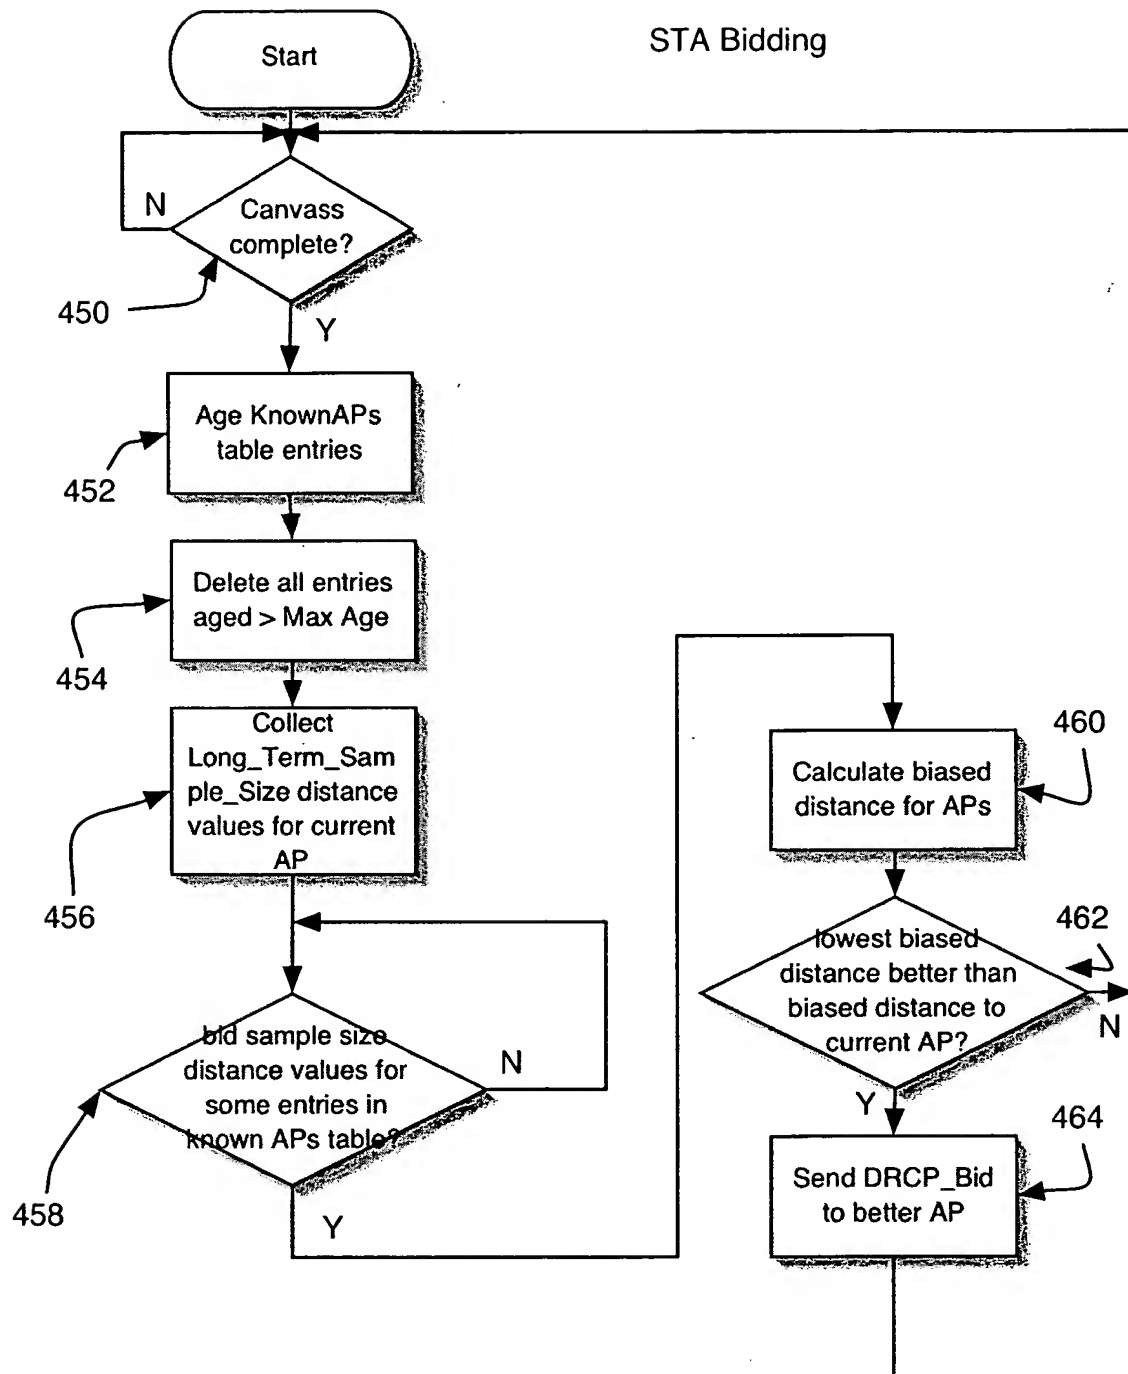 STA Bidding
Start
N
Canvass
complete?
450
Y
Age KnownAPs
table entries
452
Delete all entries
aged > Max Age
454
Collect
Long_Term_Sam
ple_Size distance
values for current
AP
456
bid sample size
distance values for
some entries in
known APs table?
N
458
Y
460
Calculate biased
distance for APs
462
lowest biased
distance better than
biased distance to
current AP?
N
Y
464
Send DRCP_Bid
to better AP